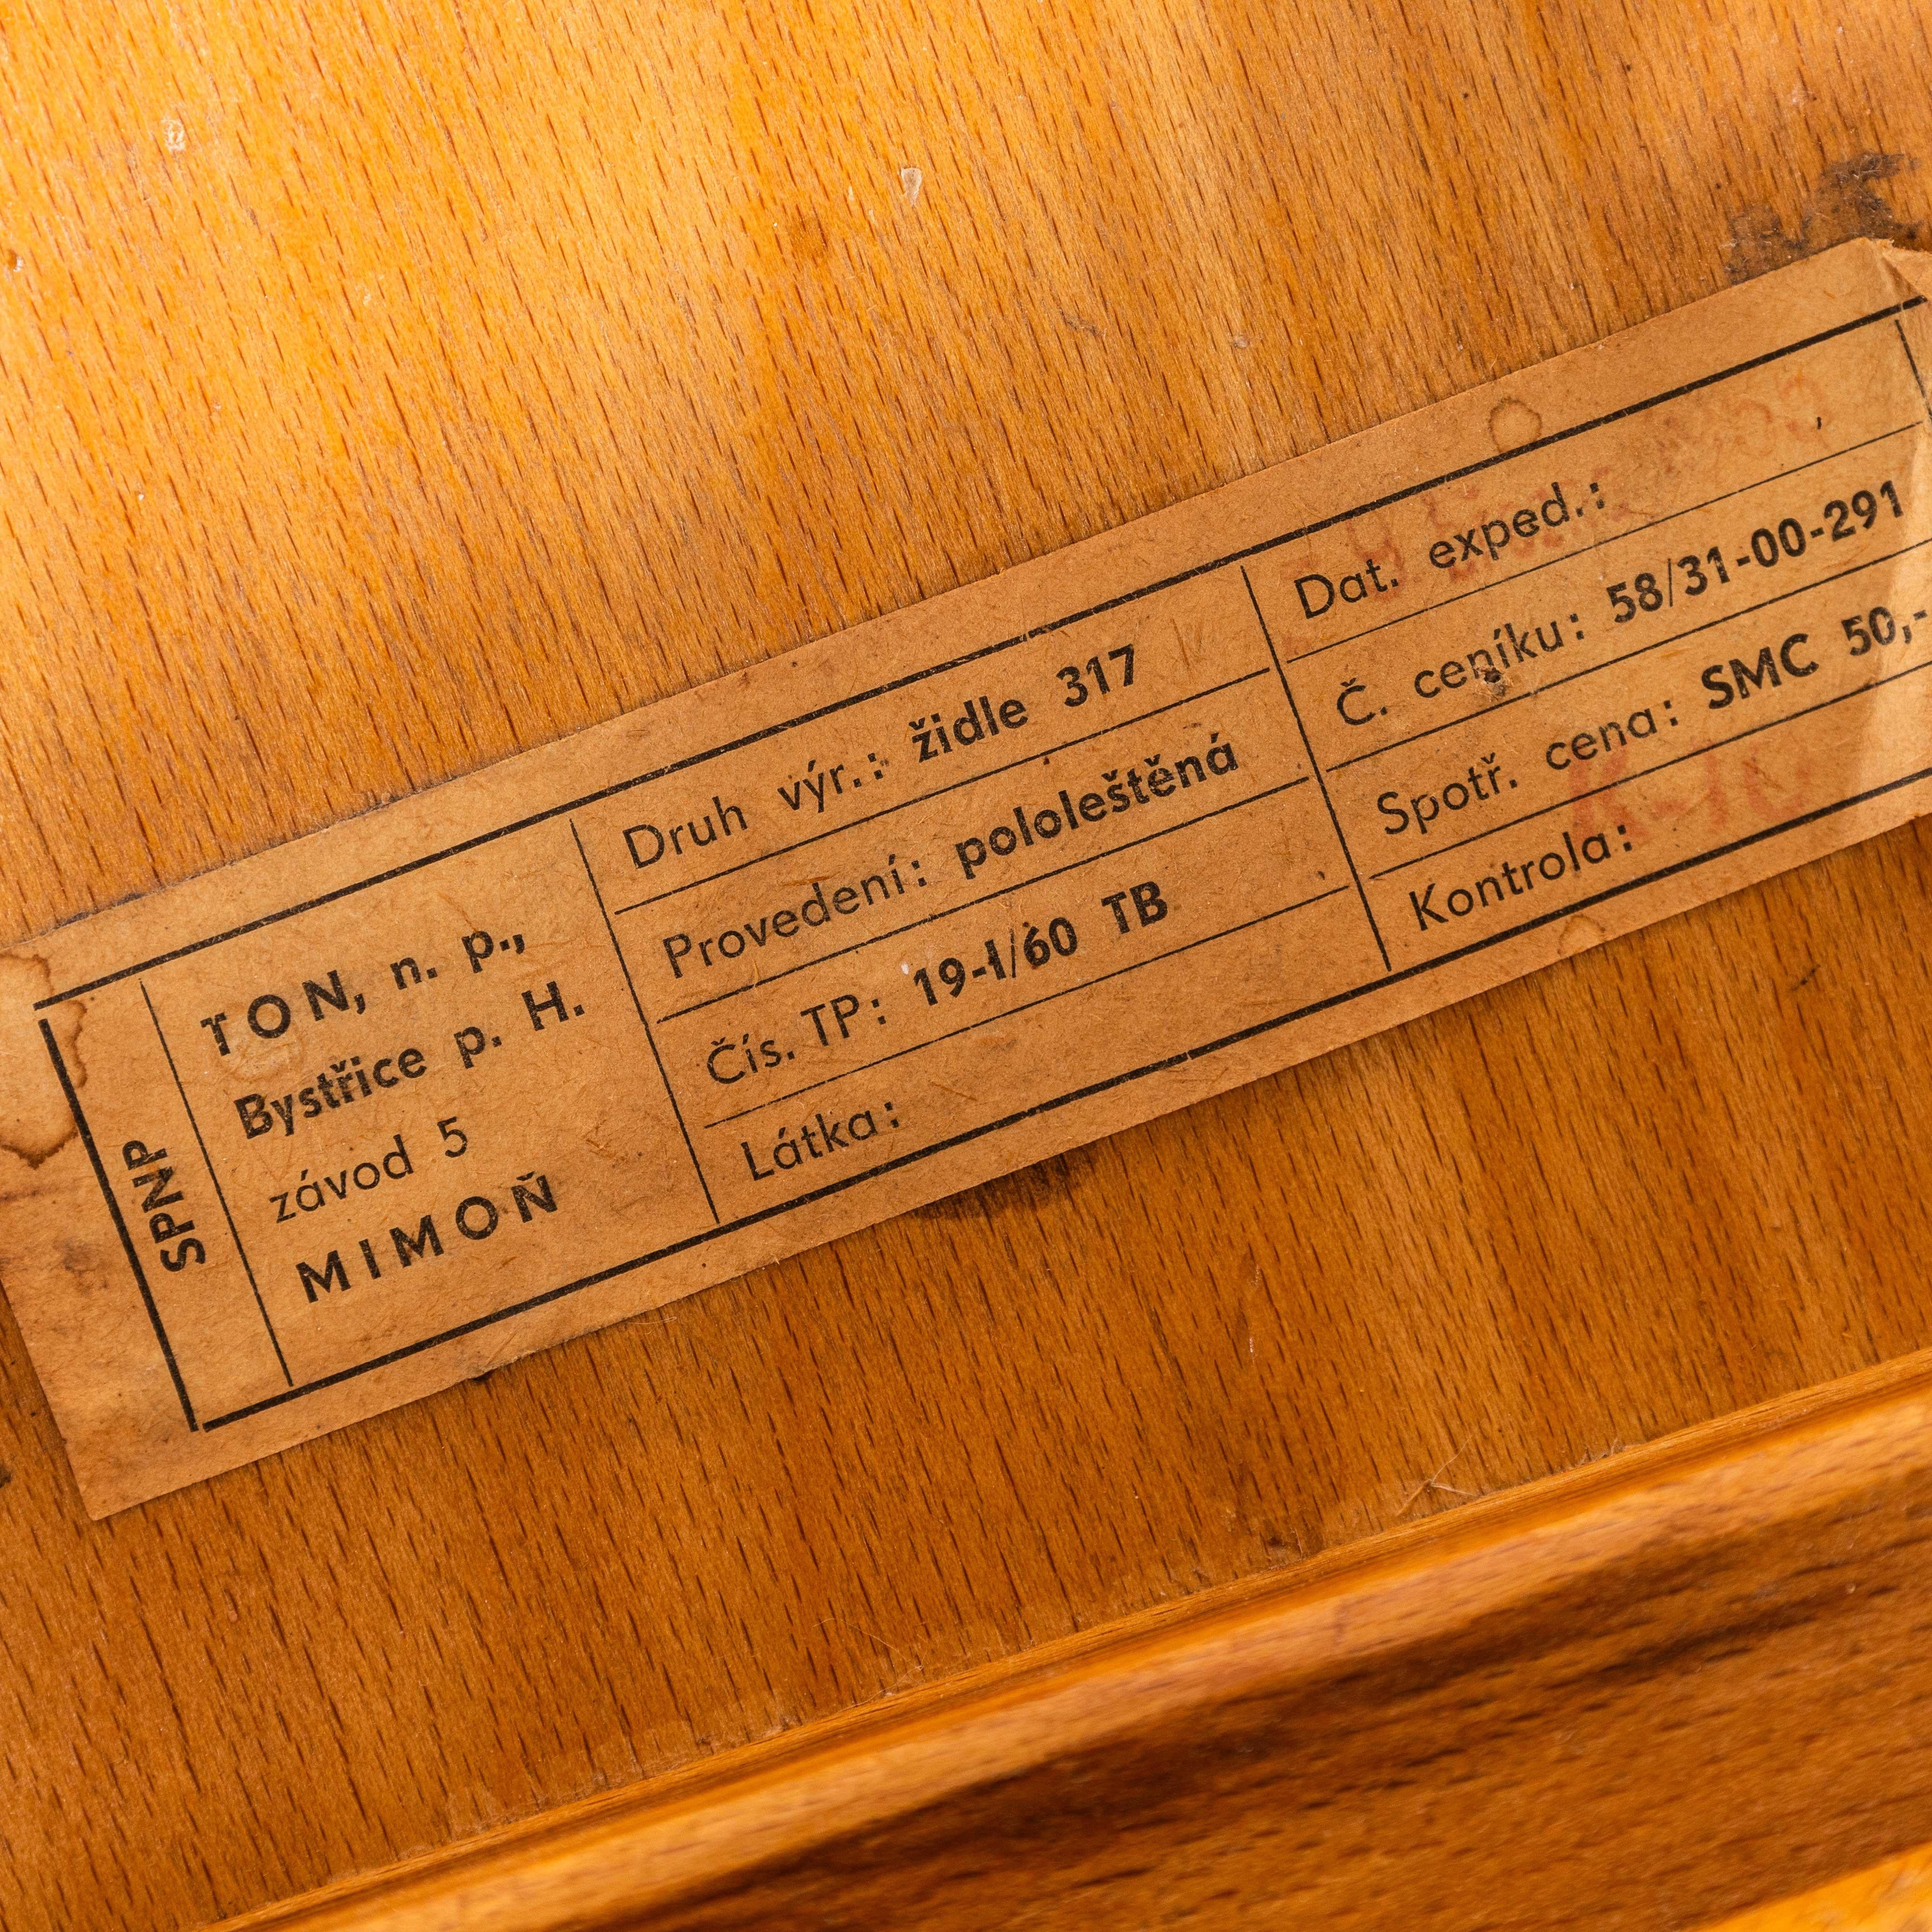 SPNP
TON, n. p.,
Bystřice p. H.
závod 5
MIMOŇ
Druh výr.: židle 317
Provedení: pololeštěná
Čís. TP: 19-1/60 TB
Látka:
Dat. exped.:
Č. ceníku: 58/31-00-291
Spotř. cena: SMC 50,-
Kontrola: